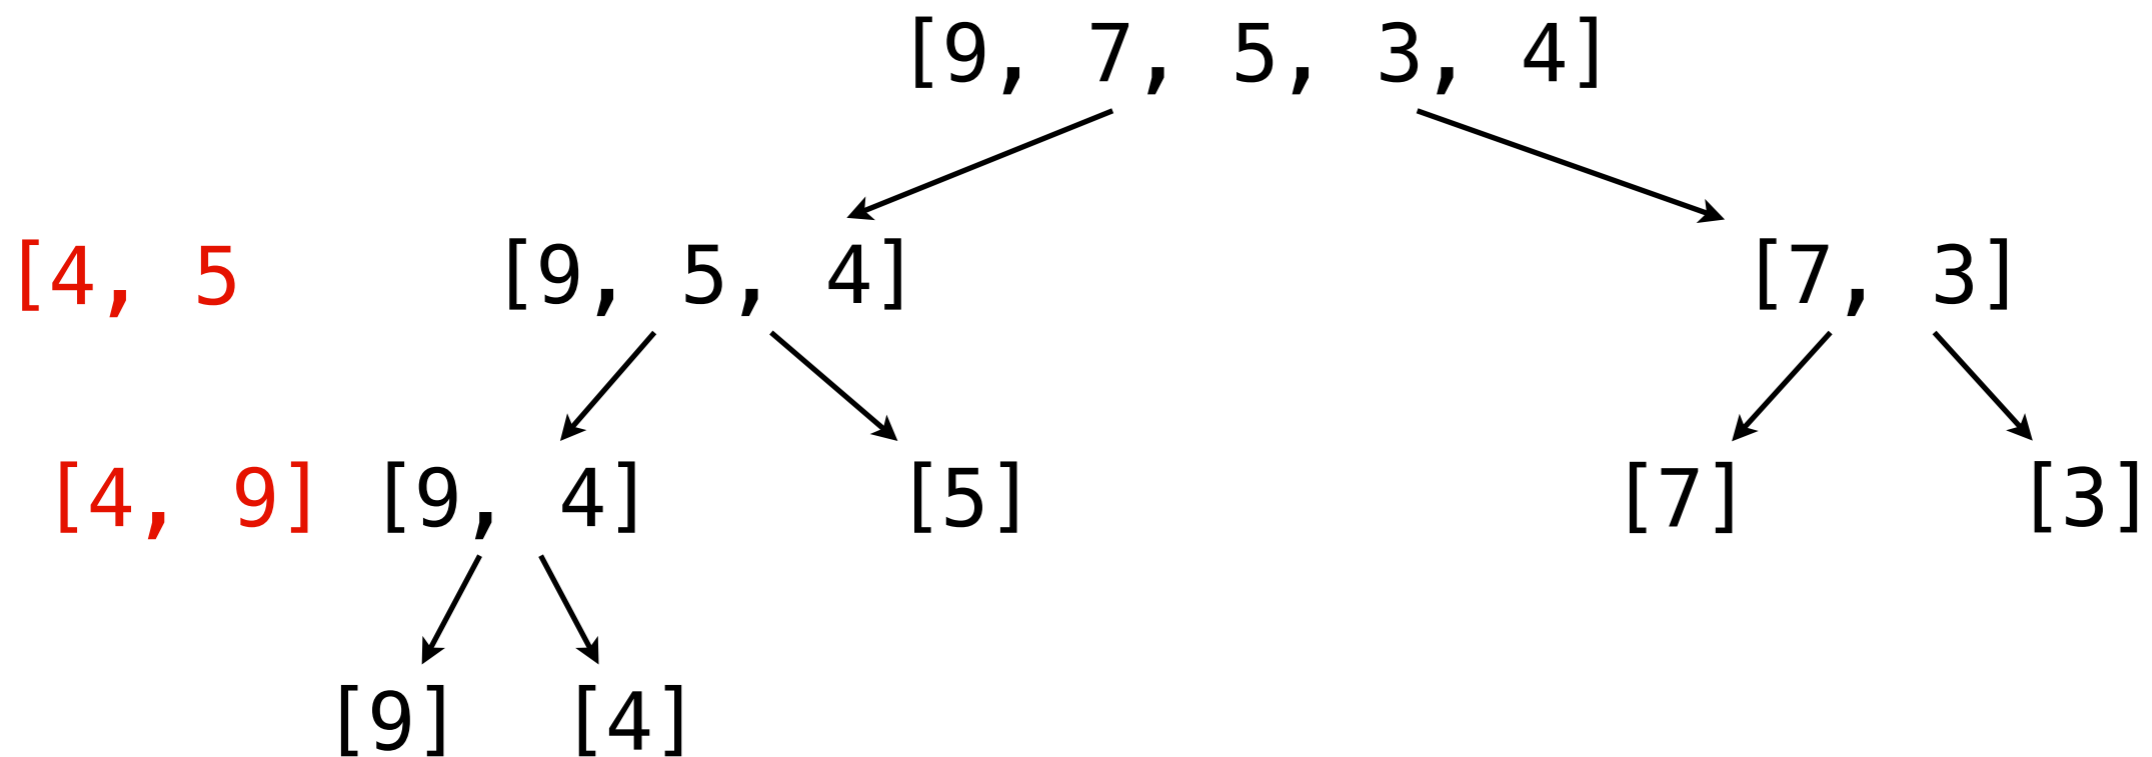 [9, 7, 5, 3, 4]
[4, 5 [9, 5, 4] [7, 3]
[4, 9] [9, 4] [5] [7] [3]
[9] [4]